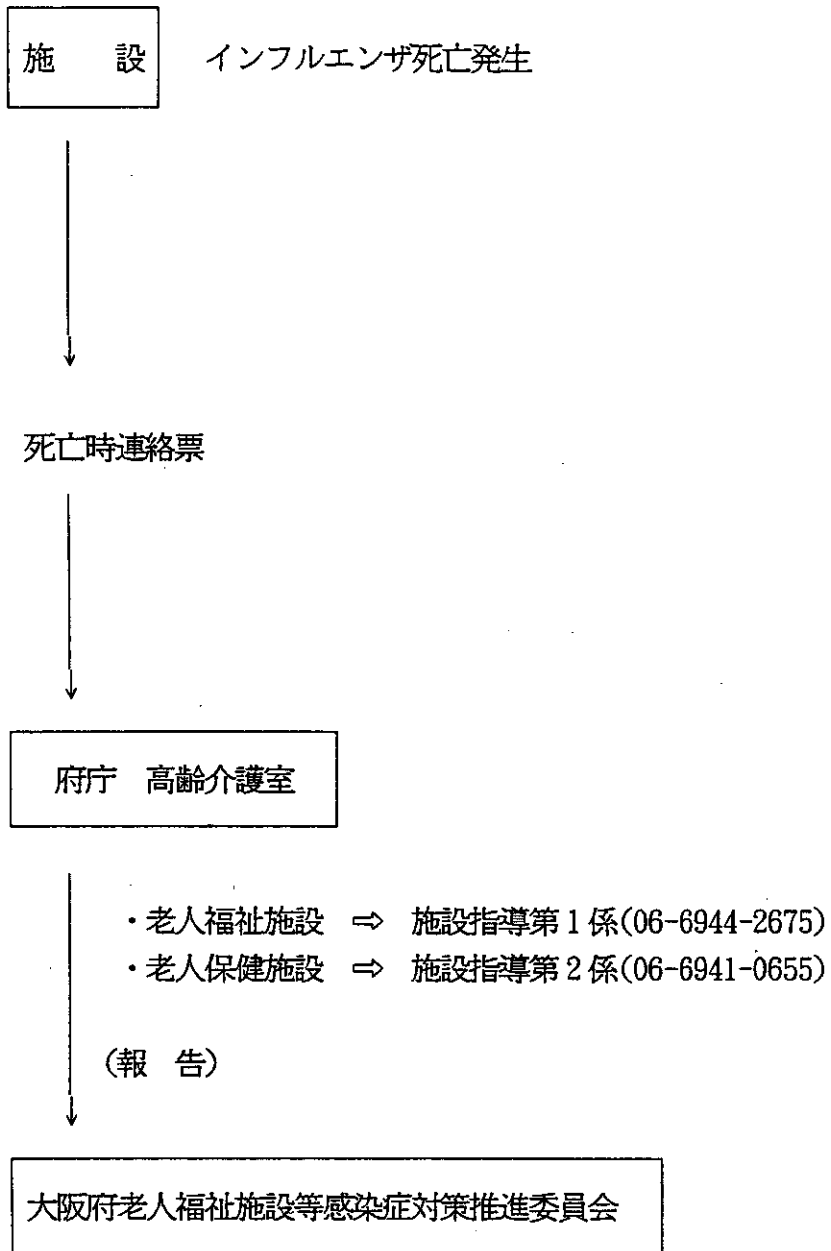 施　設　インフルエンザ死亡発生
死亡時連絡票
府庁　高齢介護室
・老人福祉施設　⇨　施設指導第１係(06-6944-2675)
・老人保健施設　⇨　施設指導第２係(06-6941-0655)
（報　告）
大阪府老人福祉施設等感染症対策推進委員会